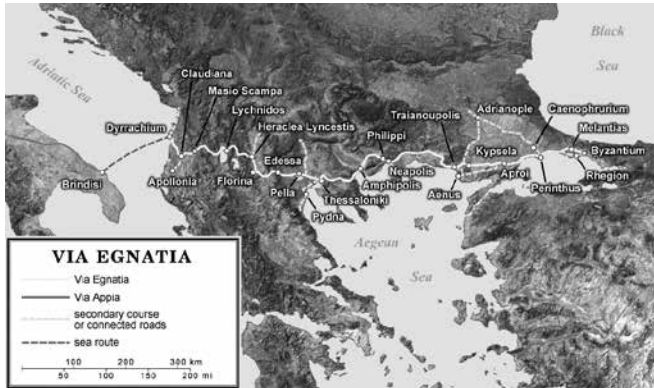 Black
Sea
Adriatic Sea
Claudiana
Masio Scampa
Lychnidos
Dyrrachium
Heraclea Lyncestis
Traianoupolis
Adrianople
Caenophrurium
Philippi
Melantias
Byzantium
Edessa
Neapolis
Kypsela
Brindisi
Apollonia
Florina
Pella
Amphipolis
Aenus
Aproi
Rhegion
Thessaloniki
Perinthus
Pydna
Aegean
Sea
VIA EGNATIA
Via Egnatia
Via Appia
secondary course
or connected roads
sea route
100 200 300 km
50 100 150 200 mi